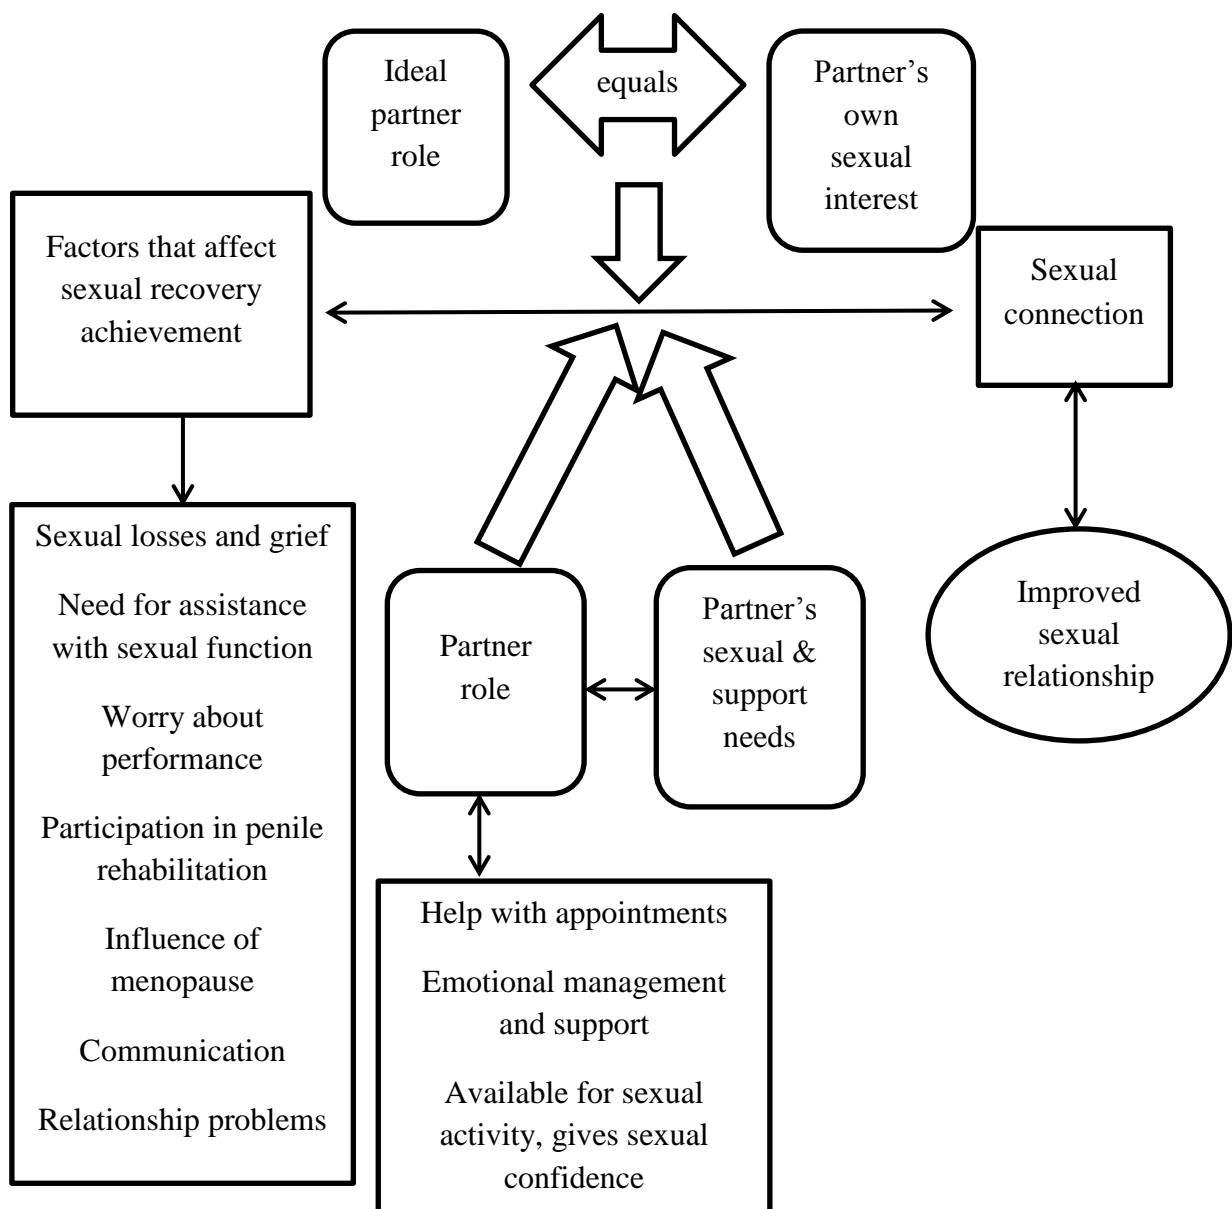 Ideal
partner
role
equals
Partner’s
own
sexual
interest
Factors that affect
sexual recovery
achievement
Sexual
connection
Sexual losses and grief
Need for assistance
with sexual function
Worry about
performance
Participation in penile
rehabilitation
Influence of
menopause
Communication
Relationship problems
Partner
role
Partner’s
sexual &
support
needs
Improved
sexual
relationship
Help with appointments
Emotional management
and support
Available for sexual
activity, gives sexual
confidence